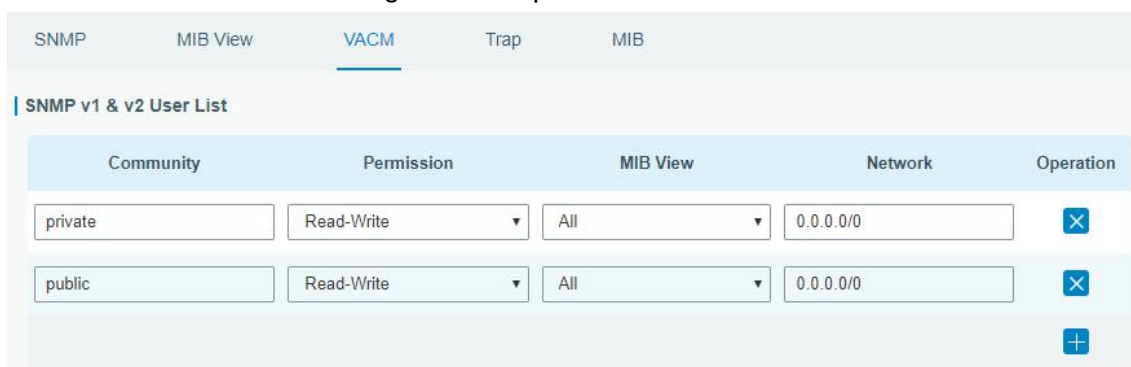 SNMP MIB View VACM Trap MIB
SNMP v1 & v2 User List
Community Permission MIB View Network Operation
private Read-Write All 0.0.0.0/0
public Read-Write All 0.0.0.0/0